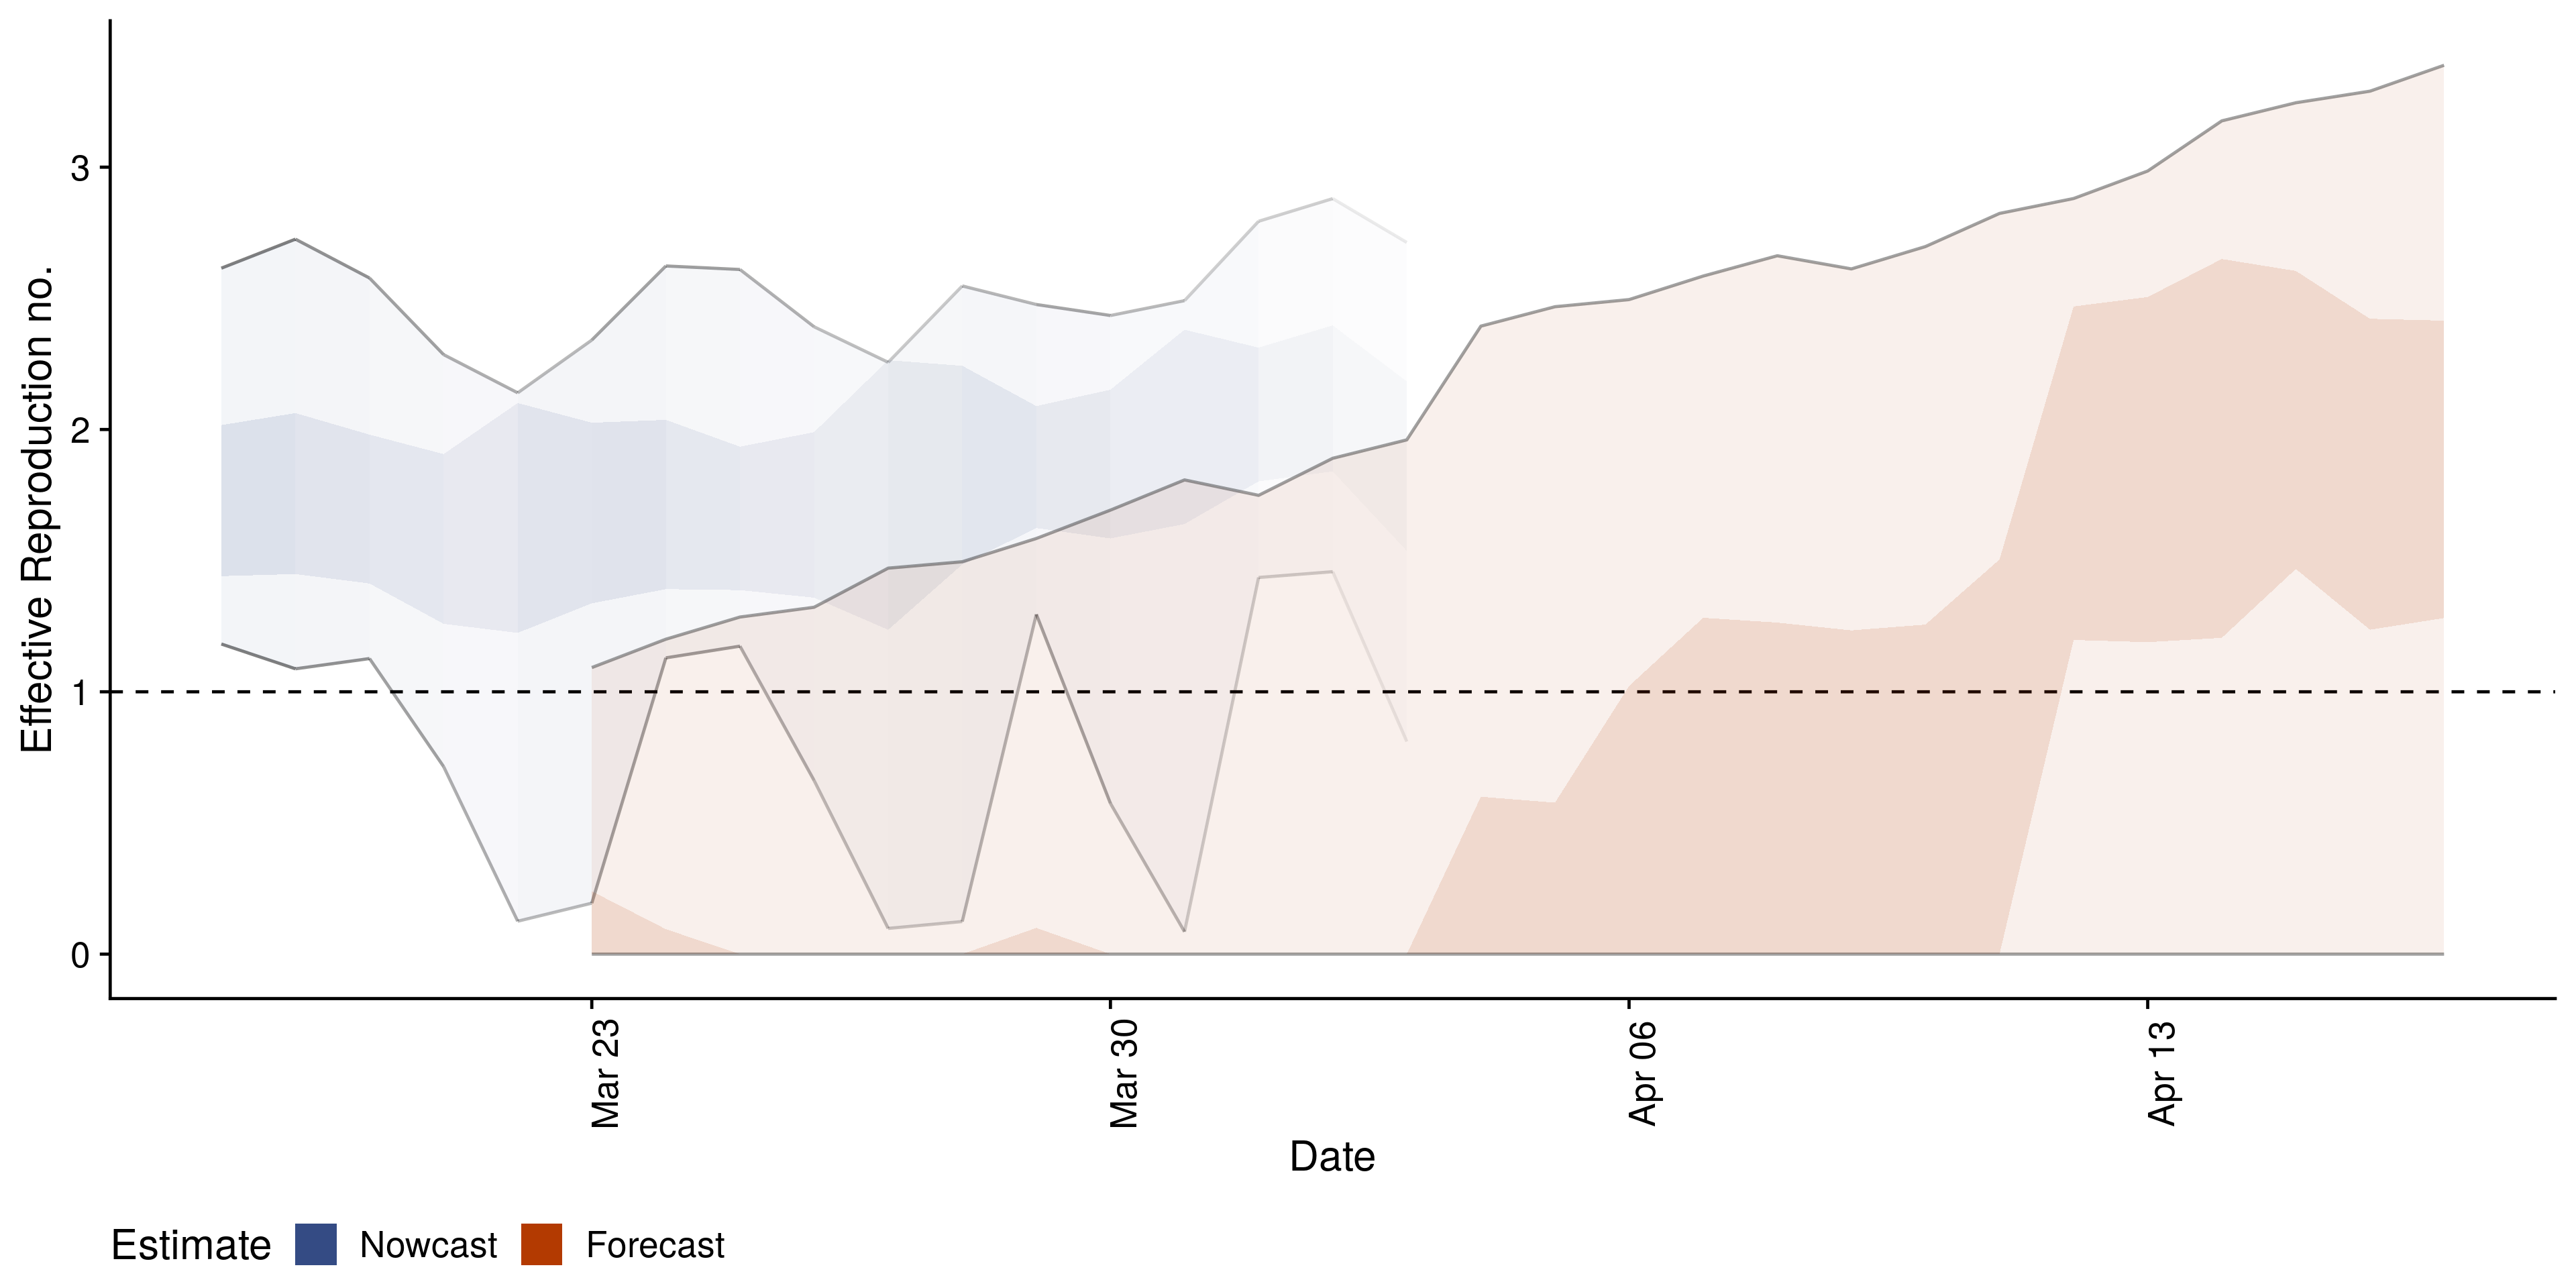 Effective Reproduction no.
3
2
1
0
Mar 23
Mar 30
Apr 06
Apr 13
Date
Estimate Nowcast Forecast